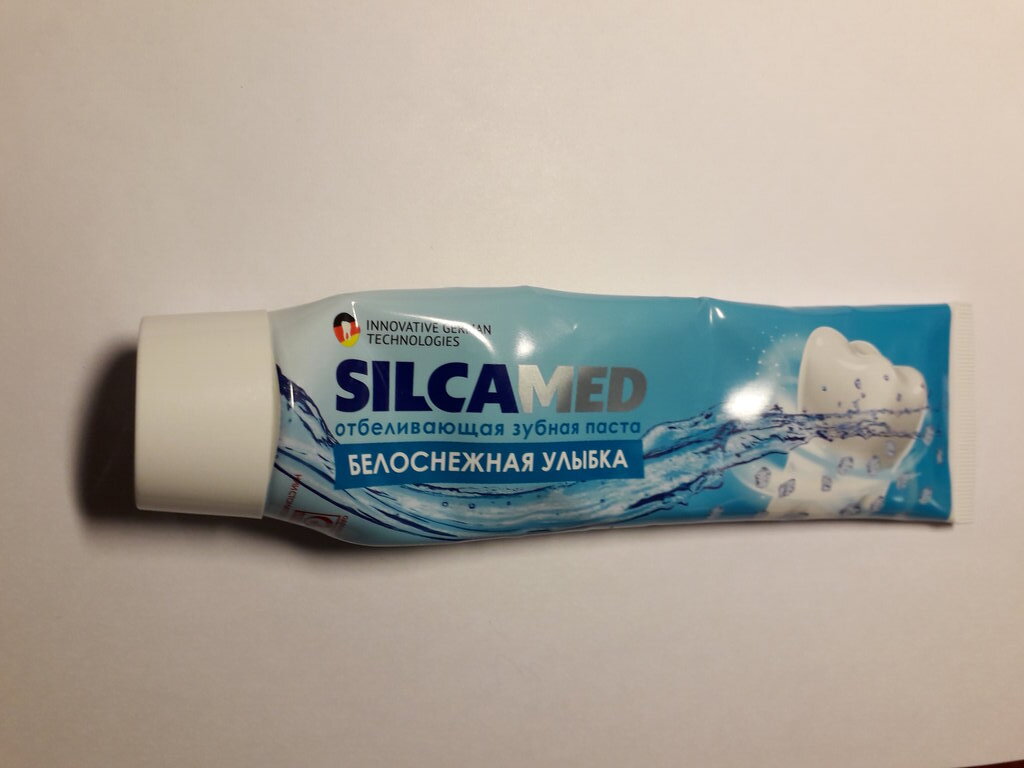 INNOVATIVE GERMAN
TECHNOLOGIES
SILCAMED
отбеливающая зубная паста
БЕЛОСНЕЖНАЯ УЛЫБКА